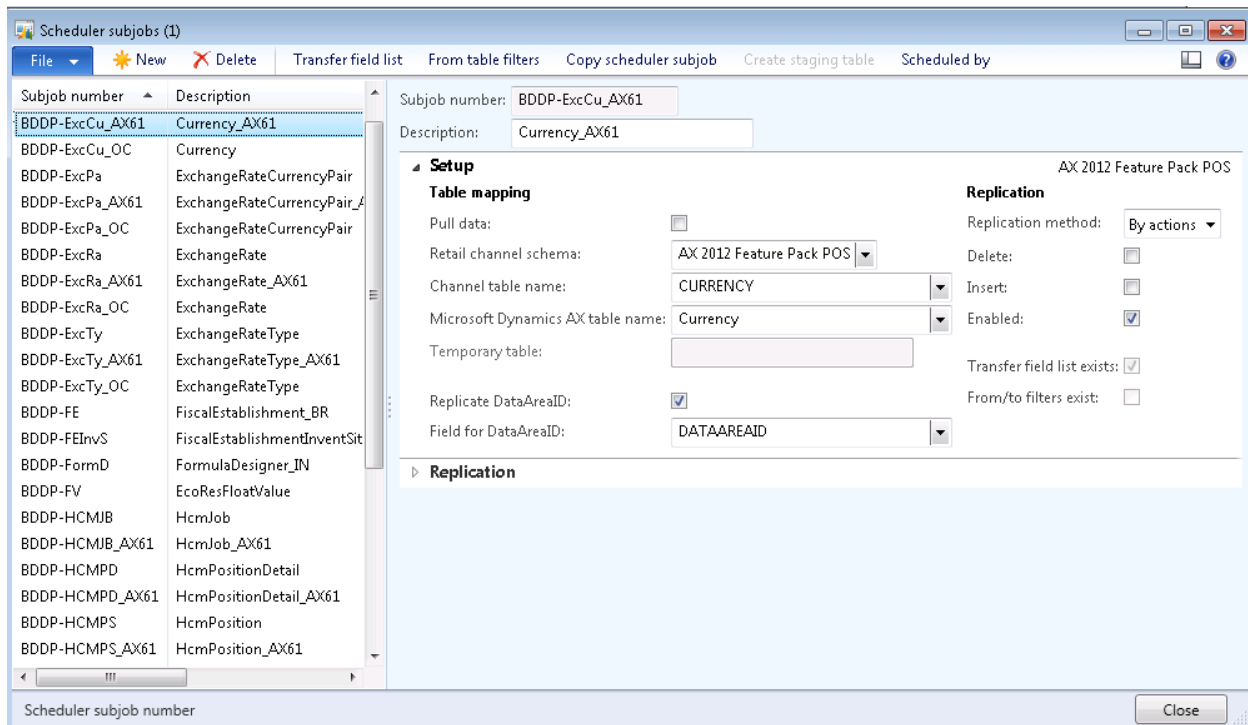 Scheduler subjobs (1)
File New Delete Transfer field list From table filters Copy scheduler subjob Create staging table Scheduled by
Subjob number Description
BDDP-ExcCu_AX61 Currency_AX61
BDDP-ExcCu_OC Currency
BDDP-ExcPa ExchangeRateCurrencyPair
BDDP-ExcPa_AX61 ExchangeRateCurrencyPair_A
BDDP-ExcPa_OC ExchangeRateCurrencyPair
BDDP-ExcRa ExchangeRate
BDDP-ExcRa_AX61 ExchangeRate_AX61
BDDP-ExcRa_OC ExchangeRate
BDDP-ExcTy ExchangeRateType
BDDP-ExcTy_AX61 ExchangeRateType_AX61
BDDP-ExcTy_OC ExchangeRateType
BDDP-FE FiscalEstablishment_BR
BDDP-FEInvS FiscalEstablishmentInventSit
BDDP-FormD FormulaDesigner_IN
BDDP-FV EcoResFloatValue
BDDP-HCMJB HcmJob
BDDP-HCMJB_AX61 HcmJob_AX61
BDDP-HCMPD HcmPositionDetail
BDDP-HCMPD_AX61 HcmPositionDetail_AX61
BDDP-HCMPS HcmPosition
BDDP-HCMPS_AX61 HcmPosition_AX61
Subjob number: BDDP-ExcCu_AX61
Description: Currency_AX61
Setup AX 2012 Feature Pack POS
Table mapping
Pull data:
Retail channel schema: AX 2012 Feature Pack POS
Channel table name: CURRENCY
Microsoft Dynamics AX table name: Currency
Temporary table:
Replicate DataAreaID:
Field for DataAreaID: DATAAREAID
Replication
Replication method: By actions
Delete:
Insert:
Enabled:
Transfer field list exists:
From/to filters exist:
Replication
Scheduler subjob number
Close